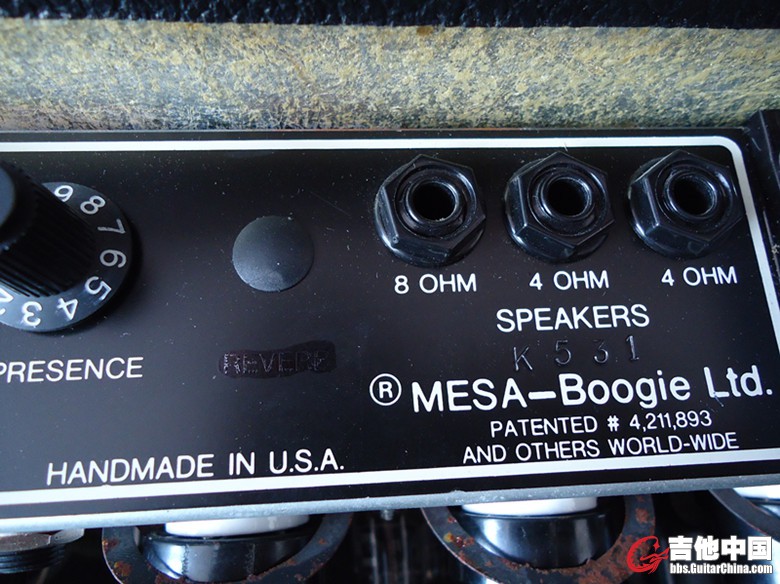 9
8
7
6
5
4
3
2
8 OHM
4 OHM
4 OHM
SPEAKERS
K531
PRESENCE
REVERB
® MESA-Boogie Ltd.
PATENTED # 4,211,893
AND OTHERS WORLD-WIDE
HANDMADE IN U.S.A.
吉他中国
bbs.GuitarChina.com